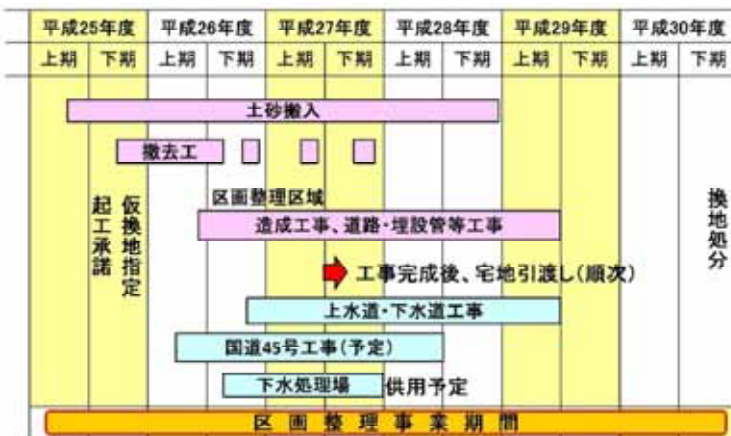 平成25年度 平成26年度 平成27年度 平成28年度 平成29年度 平成30年度
上期 下期 上期 下期 上期 下期 上期 下期 上期 下期 上期 下期
土砂搬入
撤去工
起工承諾
仮換地指定
区画整理区域
造成工事、道路・埋設管等工事
換地処分
工事完成後、宅地引渡し(順次)
上水道・下水道工事
国道45号工事(予定)
下水処理場 供用予定
区画整理事業期間